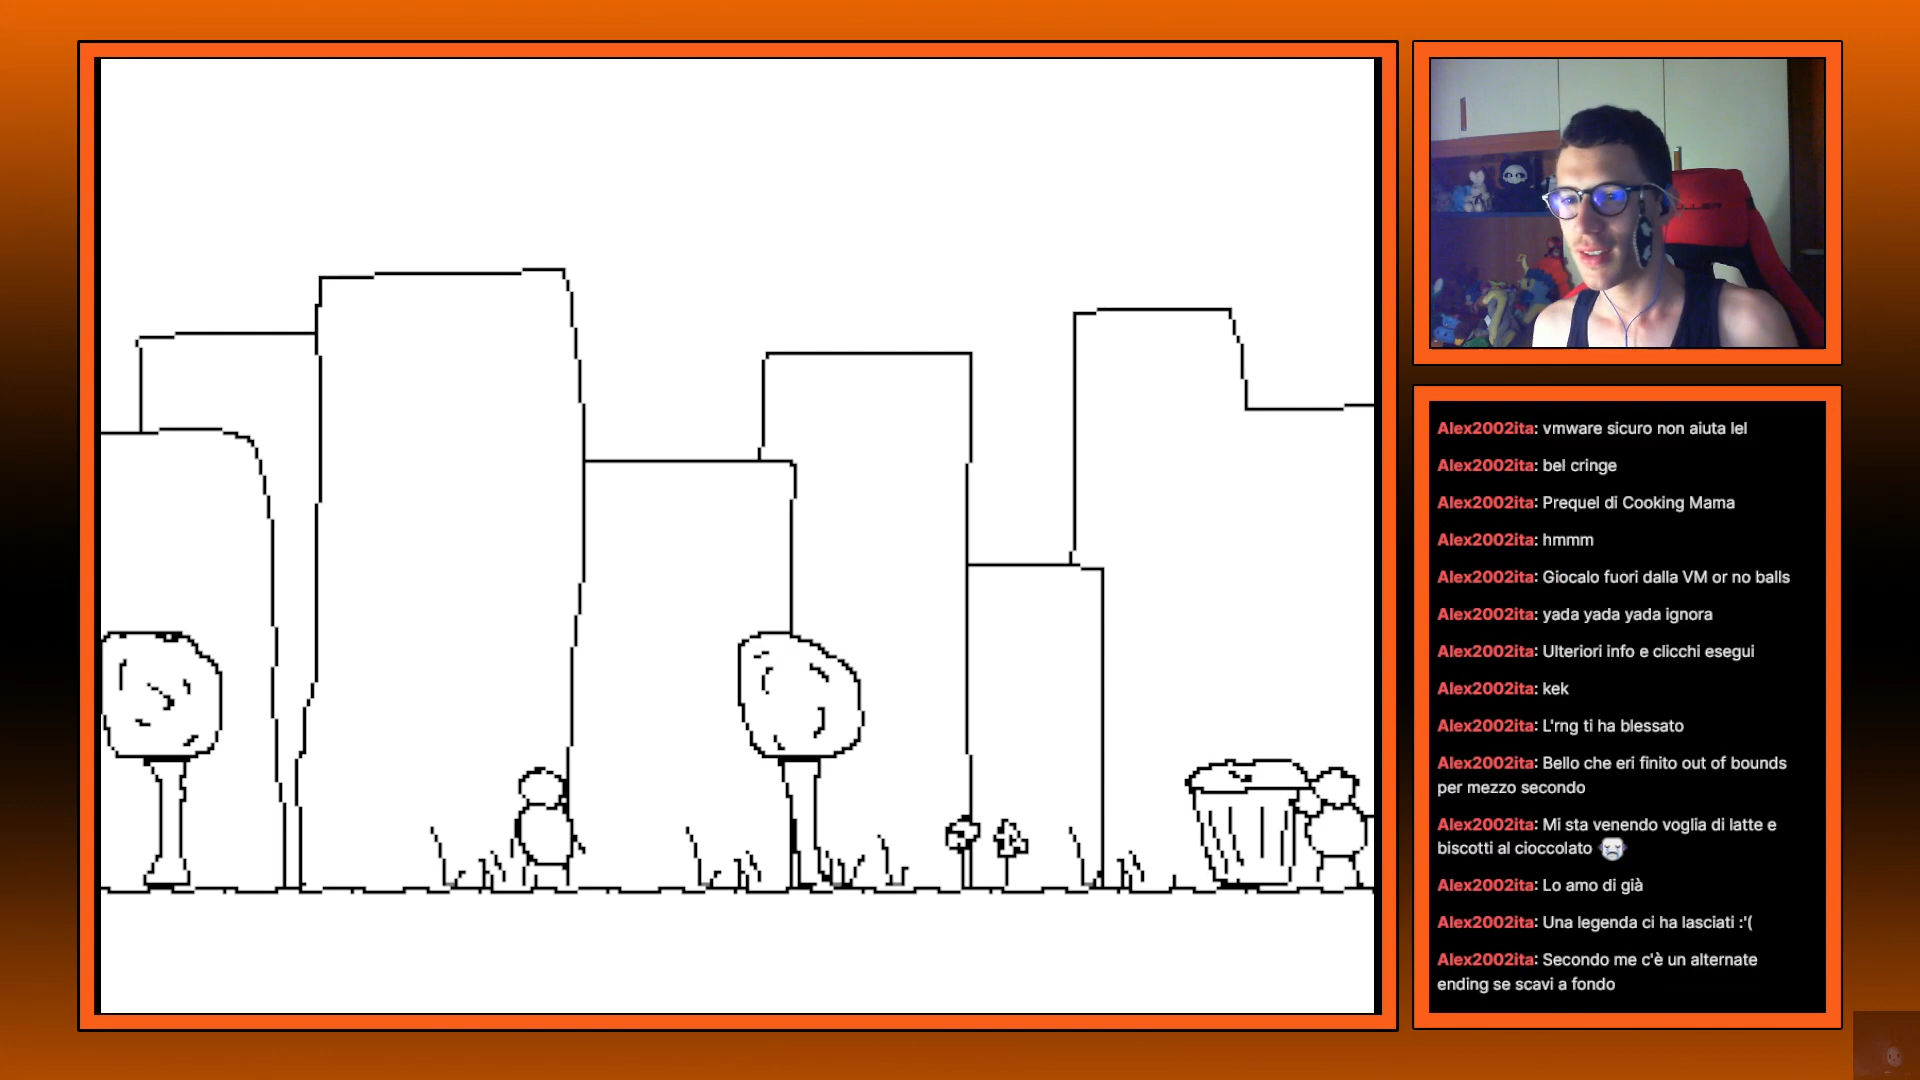 Alex2002ita: vmware sicuro non aiuta lel
Alex2002ita: bel cringe
Alex2002ita: Prequel di Cooking Mama
Alex2002ita: hmmm
Alex2002ita: Giocalo fuori dalla VM or no balls
Alex2002ita: yada yada yada ignora
Alex2002ita: Ulteriori info e clicchi esegui
Alex2002ita: kek
Alex2002ita: L'rng ti ha blessato
Alex2002ita: Bello che eri finito out of bounds
per mezzo secondo
Alex2002ita: Mi sta venendo voglia di latte e
biscotti al cioccolato
Alex2002ita: Lo amo di già
Alex2002ita: Una legenda ci ha lasciati :'(
Alex2002ita: Secondo me c'è un alternate
ending se scavi a fondo